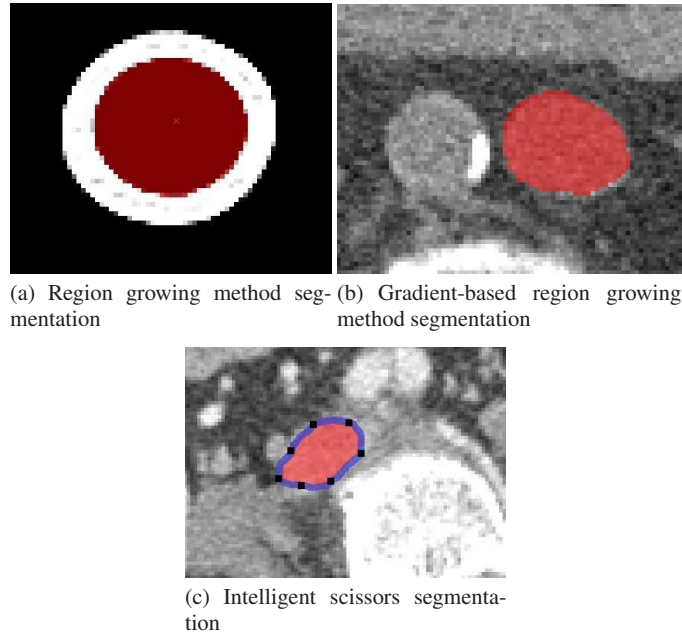 (a) Region growing method seg-
mentation
(b) Gradient-based region growing
method segmentation
(c) Intelligent scissors segmenta-
tion